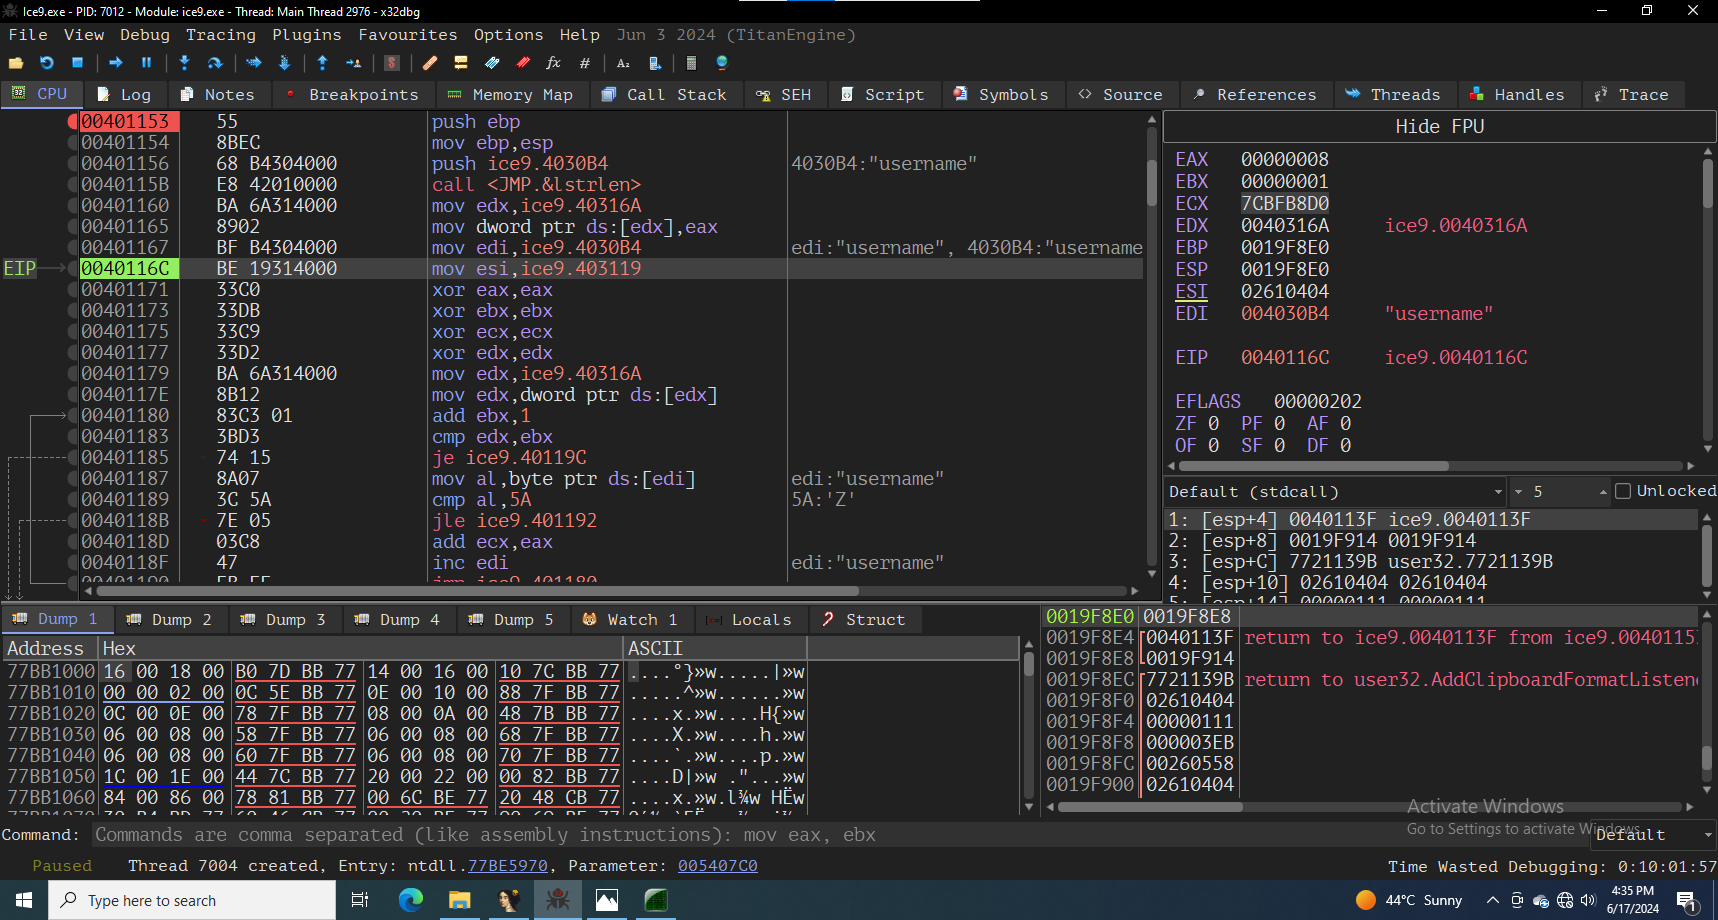 Ice9.exe - PID: 7012 - Module: ice9.exe - Thread: Main Thread 2976 - x32dbg
File View Debug Tracing Plugins Favourites Options Help Jun 3 2024 (TitanEngine)
CPU Log Notes Breakpoints Memory Map Call Stack SEH Script Symbols Source References Threads Handles Trace
00401153 55 push ebp
00401154 8BEC mov ebp,esp
00401156 68 B4304000 push ice9.4030B4 4030B4:"username"
0040115B E8 42010000 call <JMP.&lstrlen>
00401160 BA 6A314000 mov edx,ice9.40316A
00401165 8902 mov dword ptr ds:[edx],eax
00401167 BF B4304000 mov edi,ice9.4030B4 edi:"username", 4030B4:"username
EIP 0040116C BE 19314000 mov esi,ice9.403119
00401171 33C0 xor eax,eax
00401173 33DB xor ebx,ebx
00401175 33C9 xor ecx,ecx
00401177 33D2 xor edx,edx
00401179 BA 6A314000 mov edx,ice9.40316A
0040117E 8B12 mov edx,dword ptr ds:[edx]
00401180 83C3 01 add ebx,1
00401183 3BD3 cmp edx,ebx
00401185 74 15 je ice9.40119C
00401187 8A07 mov al,byte ptr ds:[edi] edi:"username"
00401189 3C 5A cmp al,5A 5A:'Z'
0040118B 7E 05 jle ice9.401192
0040118D 03C8 add ecx,eax
0040118F 47 inc edi edi:"username"
00401190 EB EE jmp ice9.401180
Hide FPU
EAX 00000008
EBX 00000001
ECX 7CBFB8D0
EDX 0040316A ice9.0040316A
EBP 0019F8E0
ESP 0019F8E0
ESI 02610404
EDI 004030B4 "username"
EIP 0040116C ice9.0040116C
EFLAGS 00000202
ZF 0 PF 0 AF 0
OF 0 SF 0 DF 0
Default (stdcall) 5 Unlocked
1: [esp+4] 0040113F ice9.0040113F
2: [esp+8] 0019F914 0019F914
3: [esp+C] 7721139B user32.7721139B
4: [esp+10] 02610404 02610404
5: [esp+14] 00000111 00000111
Dump 1 Dump 2 Dump 3 Dump 4 Dump 5 Watch 1 Locals Struct
Address Hex ASCII
77BB1000 16 00 18 00 B0 7D BB 77 14 00 16 00 10 7C BB 77 ....°}»w.....|»w
77BB1010 00 00 02 00 0C 5E BB 77 0E 00 10 00 88 7F BB 77 .....^»w......»w
77BB1020 0C 00 0E 00 78 7F BB 77 08 00 0A 00 48 7B BB 77 ....x.»w....H{»w
77BB1030 06 00 08 00 58 7F BB 77 06 00 08 00 68 7F BB 77 ....X.»w....h.»w
77BB1040 06 00 08 00 60 7F BB 77 06 00 08 00 70 7F BB 77 ....`.»w....p.»w
77BB1050 1C 00 1E 00 44 7C BB 77 20 00 22 00 00 82 BB 77 ....D|»w ."...»w
77BB1060 84 00 86 00 78 81 BB 77 00 6C BE 77 20 48 CB 77 ....x.»w.l¾w HËw
0019F8E0 0019F8E8
0019F8E4 0040113F return to ice9.0040113F from ice9.0040115
0019F8E8 0019F914
0019F8EC 7721139B return to user32.AddClipboardFormatListene
0019F8F0 02610404
0019F8F4 00000111
0019F8F8 000003EB
0019F8FC 00260558
0019F900 02610404
Activate Windows
Go to Settings to activate Windows.
Command: Commands are comma separated (like assembly instructions): mov eax, ebx Default
Paused Thread 7004 created, Entry: ntdll.77BE5970, Parameter: 005407C0 Time Wasted Debugging: 0:10:01:57
Type here to search 44°C Sunny 4:35 PM
6/17/2024
1